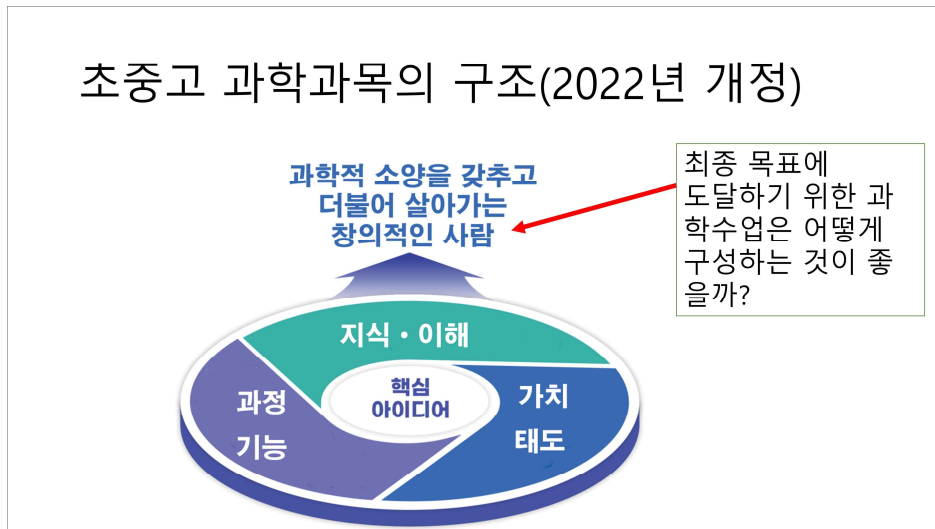 초중고 과학과목의 구조(2022년 개정)
과학적 소양을 갖추고
더불어 살아가는
창의적인 사람
최종 목표에
도달하기 위한 과
학수업은 어떻게
구성하는 것이 좋
을까?
지식·이해
핵심
아이디어
과정
기능
가치
태도